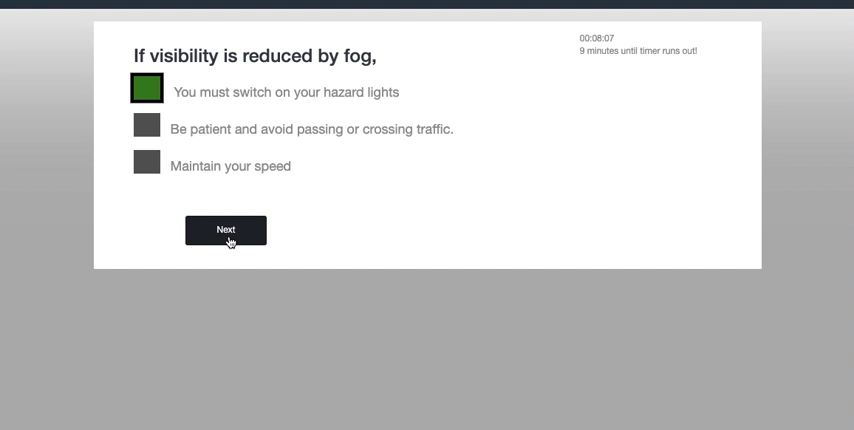 00:08:07
9 minutes until timer runs out!
If visibility is reduced by fog,
You must switch on your hazard lights
Be patient and avoid passing or crossing traffic.
Maintain your speed
Next